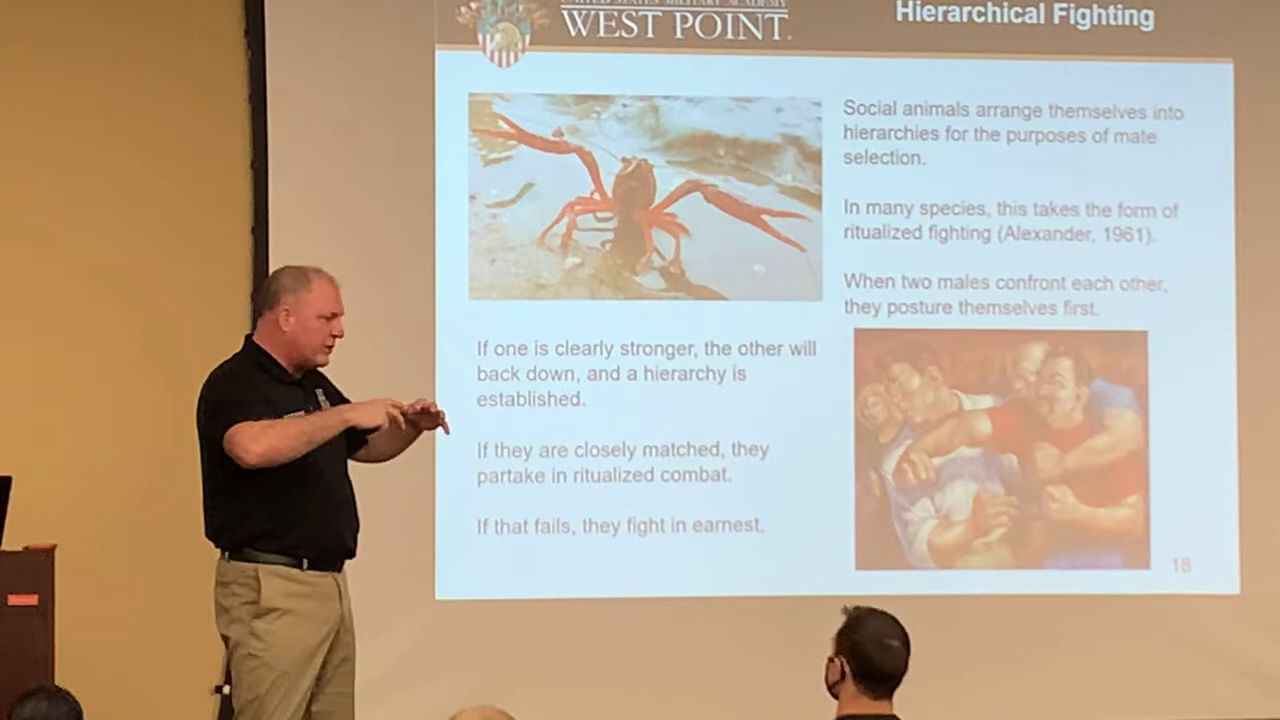 UNITED STATES MILITARY ACADEMY
WEST POINT.
Hierarchical Fighting
Social animals arrange themselves into
hierarchies for the purposes of mate
selection.
In many species, this takes the form of
ritualized fighting (Alexander, 1961).
When two males confront each other,
they posture themselves first.
If one is clearly stronger, the other will
back down, and a hierarchy is
established.
If they are closely matched, they
partake in ritualized combat.
If that fails, they fight in earnest.
18